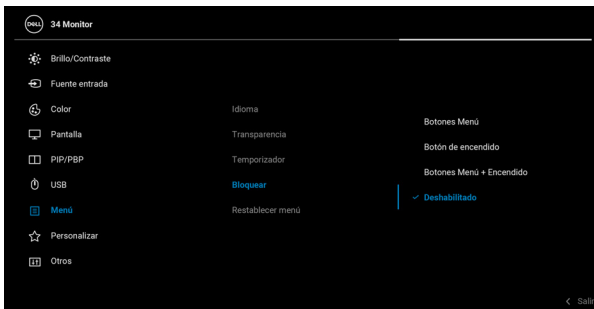 DELL 34 Monitor
Brillo/Contraste
Fuente entrada
Color
Pantalla
PIP/PBP
USB
Menú
Personalizar
Otros
Idioma
Transparencia
Temporizador
Bloquear
Restablecer menú
Botones Menú
Botón de encendido
Botones Menú + Encendido
Deshabilitado
Salir